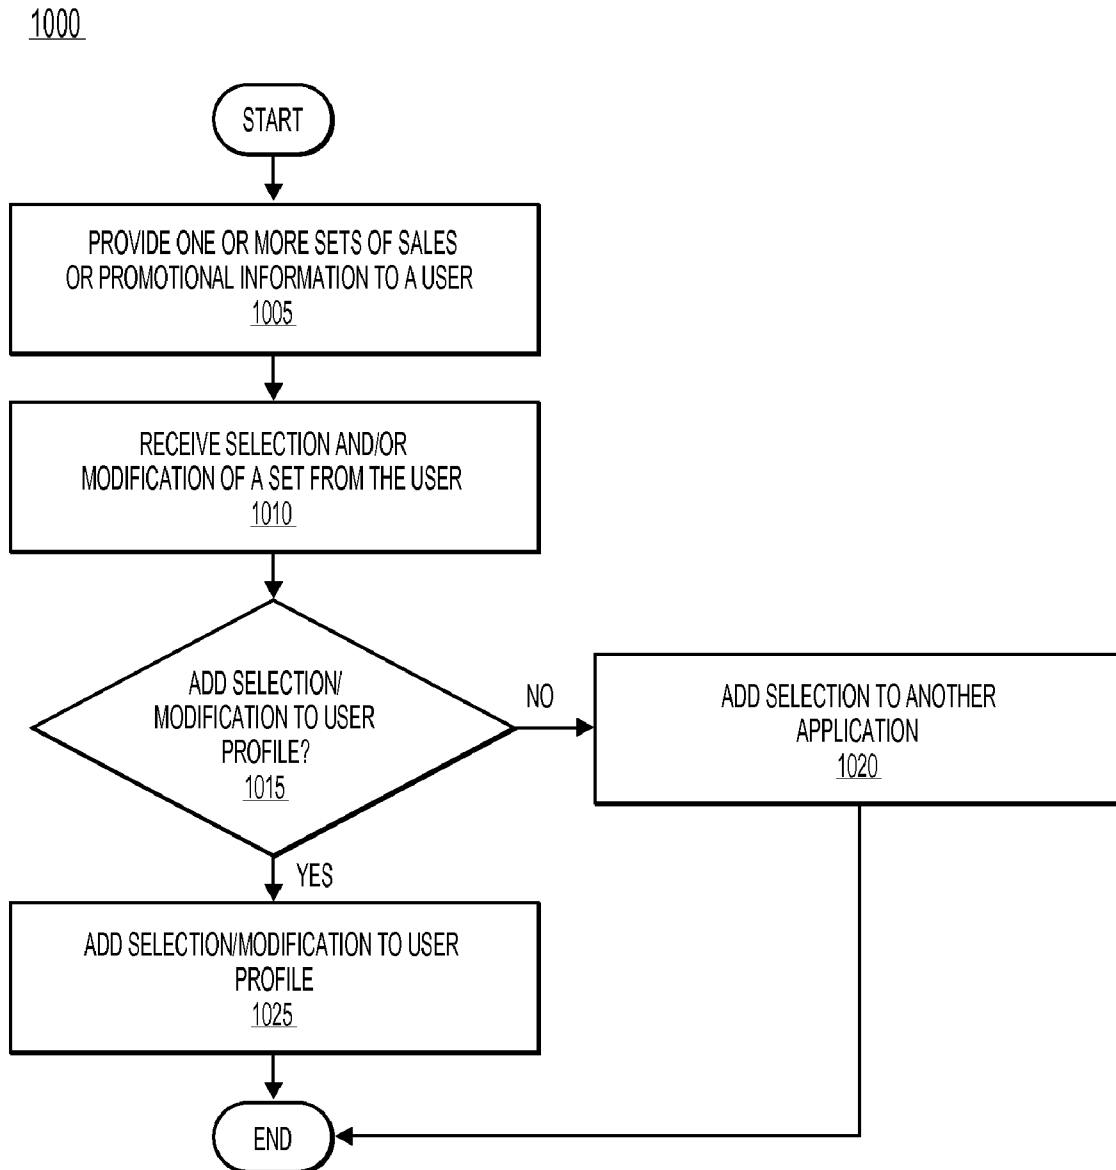 1000
START
PROVIDE ONE OR MORE SETS OF SALES
OR PROMOTIONAL INFORMATION TO A USER
1005
RECEIVE SELECTION AND/OR
MODIFICATION OF A SET FROM THE USER
1010
ADD SELECTION/
MODIFICATION TO USER
PROFILE?
1015
NO
ADD SELECTION TO ANOTHER
APPLICATION
1020
YES
ADD SELECTION/MODIFICATION TO USER
PROFILE
1025
END